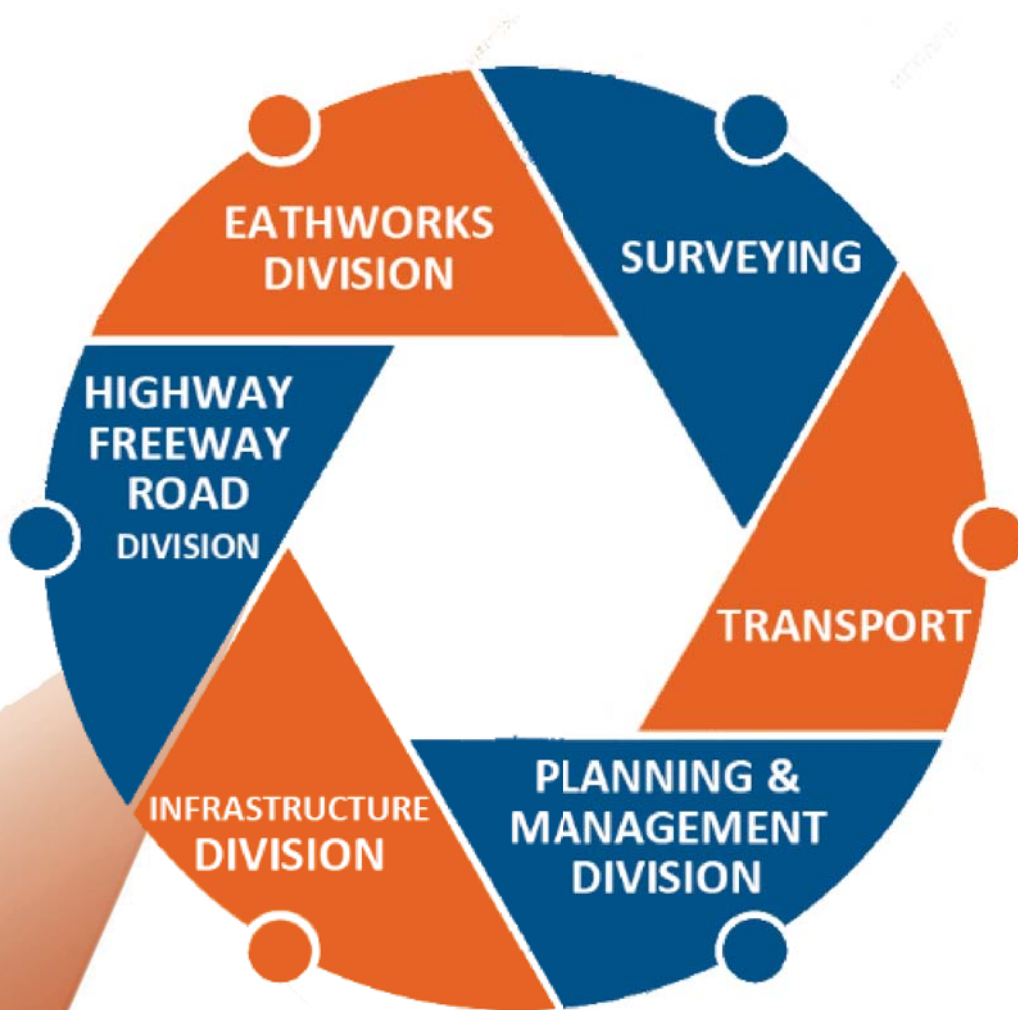 EATHWORKS
DIVISION
SURVEYING
HIGHWAY
FREEWAY
ROAD
DIVISION
TRANSPORT
INFRASTRUCTURE
DIVISION
PLANNING &
MANAGEMENT
DIVISION